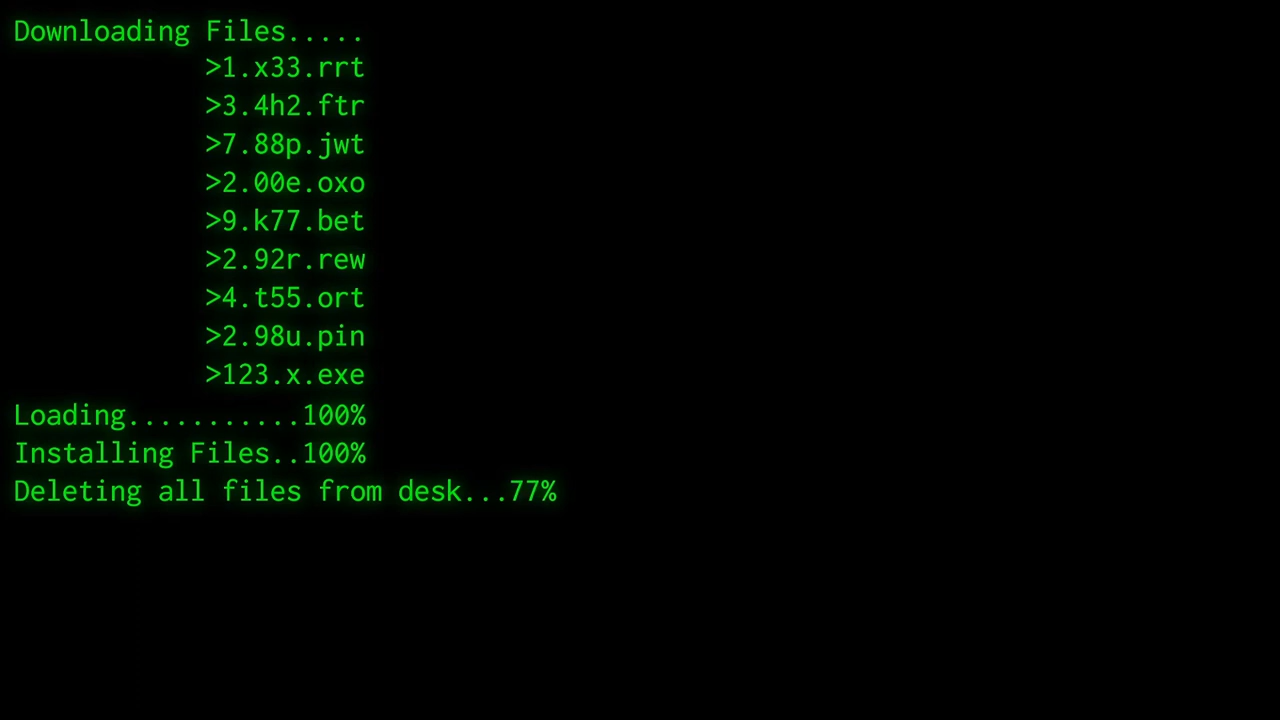 Downloading Files.....
>1.x33.rrt
>3.4h2.ftr
>7.88p.jwt
>2.00e.oxo
>9.k77.bet
>2.92r.rew
>4.t55.ort
>2.98u.pin
>123.x.exe
Loading...........100%
Installing Files..100%
Deleting all files from desk...77%